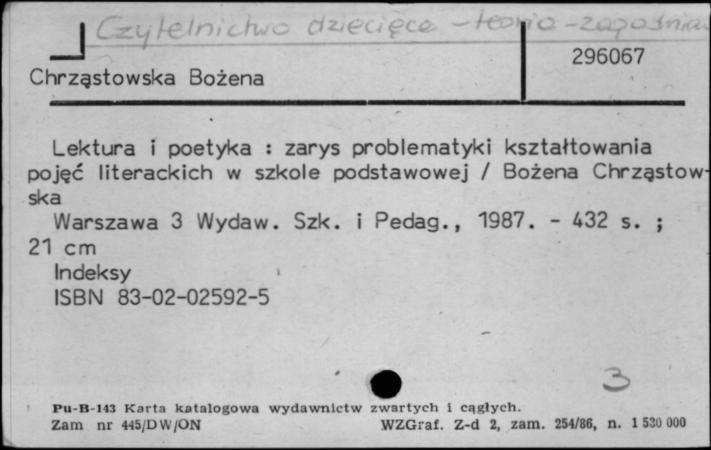 Czytelnictwo dziecięce - teoria - zagadnien
296067
Chrząstowska Bożena
Lektura i poetyka : zarys problematyki kształtowania
pojęć literackich w szkole podstawowej / Bożena Chrząstow-
ska
Warszawa 3 Wydaw. Szk. i Pedag., 1987. - 432 s. ;
21 cm
Indeksy
ISBN 83-02-02592-5
3
Pu-B-143 Karta katalogowa wydawnictw zwartych i cągłych.
Zam nr 445/DW/ON WZGraf. Z-d 2, zam. 254/86, n. 1 530 000